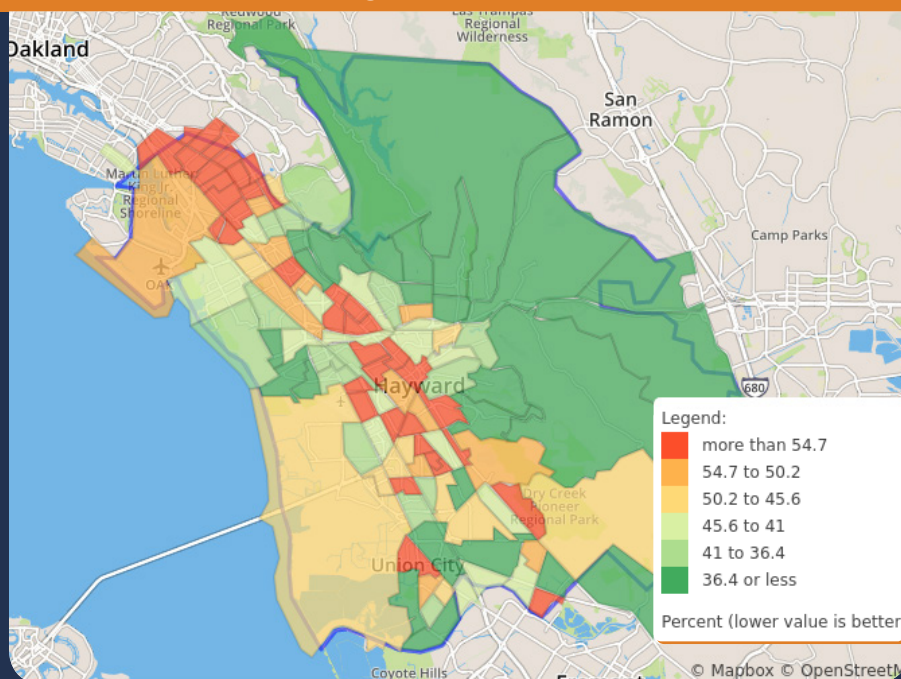 Redwood
Regional Park
Las Trampas
Regional
Wilderness
Oakland
San
Ramon
Martin Luther
King Jr.
Regional
Shoreline
Camp Parks
OAK
Hayward
680
Legend:
more than 54.7
54.7 to 50.2
50.2 to 45.6
45.6 to 41
41 to 36.4
36.4 or less
Percent (lower value is better
Dry Creek
Pioneer
Regional Park
Union City
Coyote Hills
© Mapbox © OpenStreetM